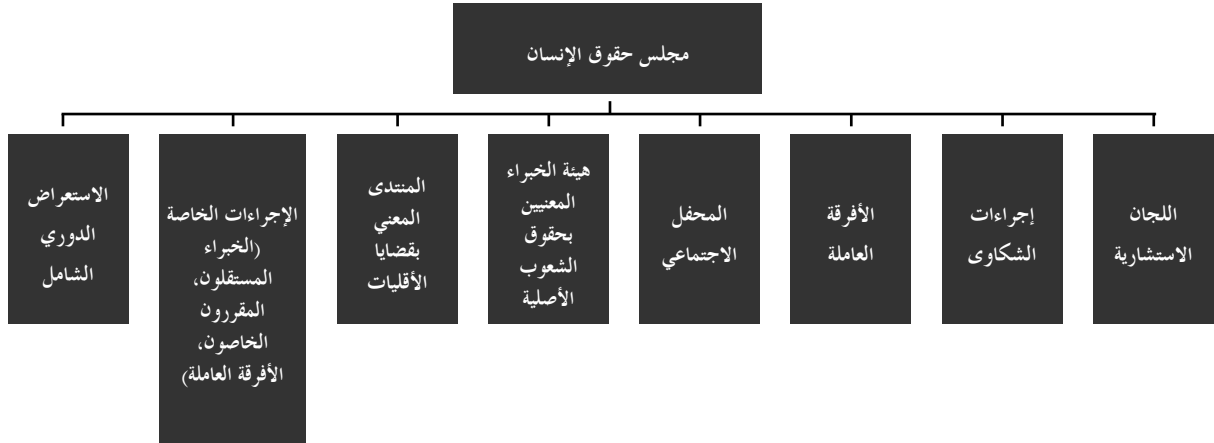 مجلس حقوق الإنسان
اللجان
الاستشارية
إجراءات
الشكاوى
الأفرقة
العاملة
المحفل
الاجتماعي
هيئة الخبراء
المعنيين
بحقوق
الشعوب
الأصلية
المنتدى
المعني
بقضايا
الأقليات
الإجراءات الخاصة
(الخبراء
المستقلون،
المقررون
الخاصون،
الأفرقة العاملة)
الاستعراض
الدوري
الشامل